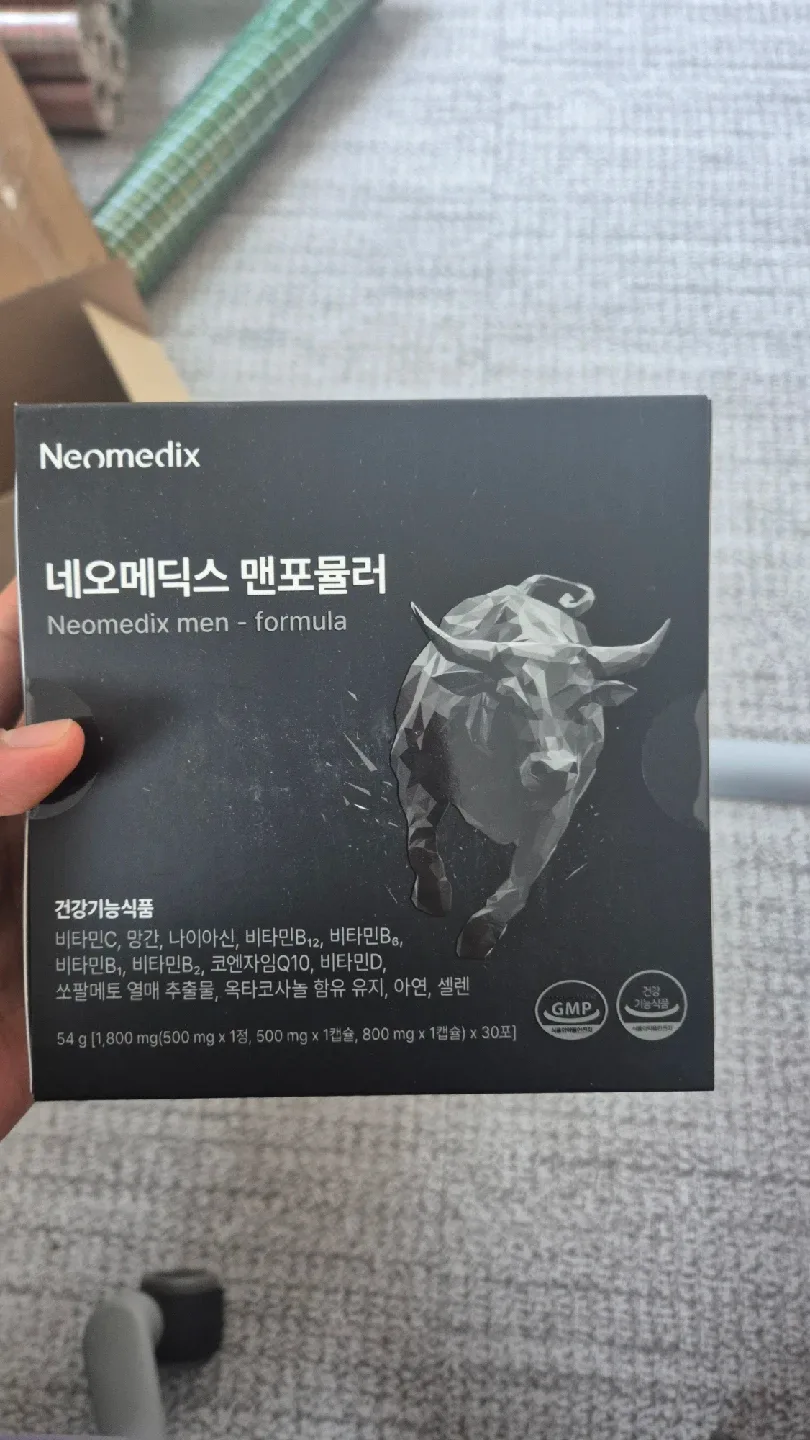 Neomedix
네오메딕스 맨포뮬러
Neomedix men - formula
건강기능식품
비타민C, 망간, 나이아신, 비타민B₁₂, 비타민B₆,
비타민B₁, 비타민B₂, 코엔자임Q10, 비타민D,
쏘팔메토 열매 추출물, 옥타코사놀 함유 유지, 아연, 셀렌
54 g [1,800 mg(500 mg x 1정, 500 mg x 1캡슐, 800 mg x 1캡슐) x 30포]
GMP
건강
기능식품